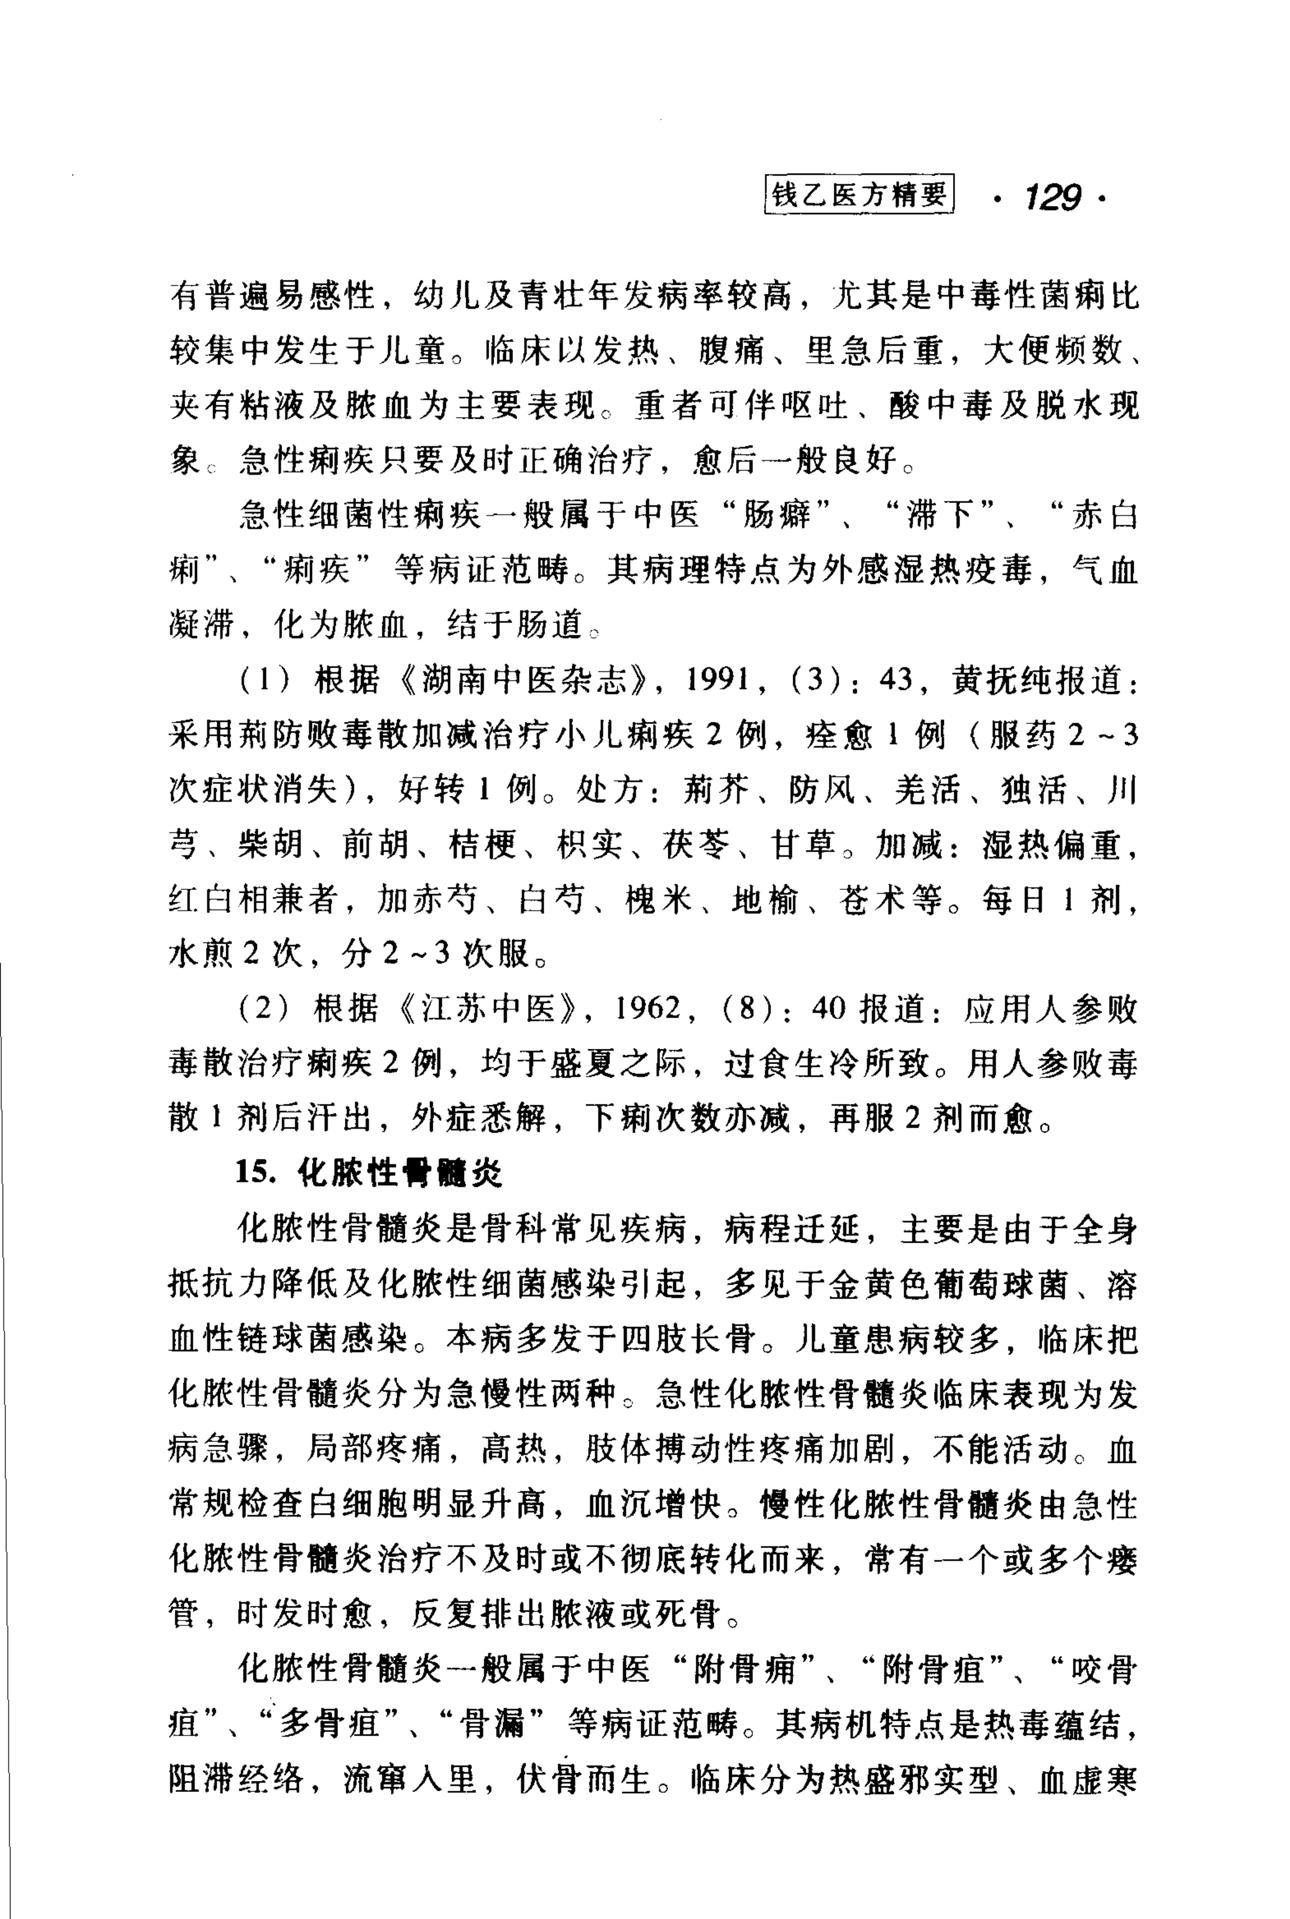 钱乙医方精要 · 129 ·
有普遍易感性，幼儿及青壮年发病率较高，尤其是中毒性菌痢比
较集中发生于儿童。临床以发热、腹痛、里急后重，大便频数、
夹有粘液及脓血为主要表现。重者可伴呕吐、酸中毒及脱水现
象。急性痢疾只要及时正确治疗，愈后一般良好。
急性细菌性痢疾一般属于中医“肠癖”、“滞下”、“赤白
痢”、“痢疾”等病证范畴。其病理特点为外感湿热疫毒，气血
凝滞，化为脓血，结于肠道。
(1) 根据《湖南中医杂志》，1991，(3)：43，黄抚纯报道：
采用荆防败毒散加减治疗小儿痢疾 2 例，痊愈 1 例（服药 2～3
次症状消失），好转 1 例。处方：荆芥、防风、羌活、独活、川
芎、柴胡、前胡、桔梗、枳实、茯苓、甘草。加减：湿热偏重，
红白相兼者，加赤芍、白芍、槐米、地榆、苍术等。每日 1 剂，
水煎 2 次，分 2～3 次服。
(2) 根据《江苏中医》，1962，(8)：40 报道：应用人参败
毒散治疗痢疾 2 例，均于盛夏之际，过食生冷所致。用人参败毒
散 1 剂后汗出，外症悉解，下痢次数亦减，再服 2 剂而愈。
15. 化脓性骨髓炎
化脓性骨髓炎是骨科常见疾病，病程迁延，主要是由于全身
抵抗力降低及化脓性细菌感染引起，多见于金黄色葡萄球菌、溶
血性链球菌感染。本病多发于四肢长骨。儿童患病较多，临床把
化脓性骨髓炎分为急慢性两种。急性化脓性骨髓炎临床表现为发
病急骤，局部疼痛，高热，肢体搏动性疼痛加剧，不能活动。血
常规检查白细胞明显升高，血沉增快。慢性化脓性骨髓炎由急性
化脓性骨髓炎治疗不及时或不彻底转化而来，常有一个或多个瘘
管，时发时愈，反复排出脓液或死骨。
化脓性骨髓炎一般属于中医“附骨痈”、“附骨疽”、“咬骨
疽”、“多骨疽”、“骨漏”等病证范畴。其病机特点是热毒蕴结，
阻滞经络，流窜入里，伏骨而生。临床分为热盛邪实型、血虚寒